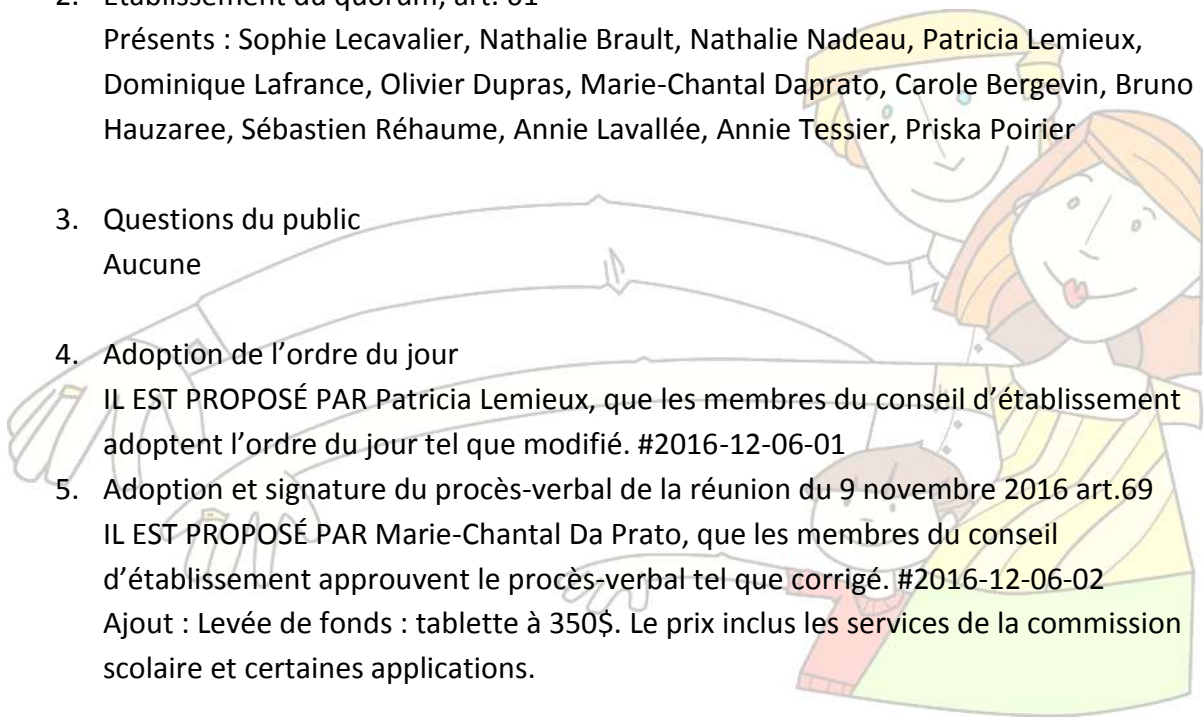 2. Établissement du quorum, art. 61
Présents : Sophie Lecavalier, Nathalie Brault, Nathalie Nadeau, Patricia Lemieux,
Dominique Lafrance, Olivier Dupras, Marie-Chantal Daprato, Carole Bergevin, Bruno
Hauzaree, Sébastien Réhaume, Annie Lavallée, Annie Tessier, Priska Poirier
3. Questions du public
Aucune
4. Adoption de l’ordre du jour
IL EST PROPOSÉ PAR Patricia Lemieux, que les membres du conseil d’établissement
adoptent l’ordre du jour tel que modifié. #2016-12-06-01
5. Adoption et signature du procès-verbal de la réunion du 9 novembre 2016 art.69
IL EST PROPOSÉ PAR Marie-Chantal Da Prato, que les membres du conseil
d’établissement approuvent le procès-verbal tel que corrigé. #2016-12-06-02
Ajout : Levée de fonds : tablette à 350$. Le prix inclus les services de la commission
scolaire et certaines applications.